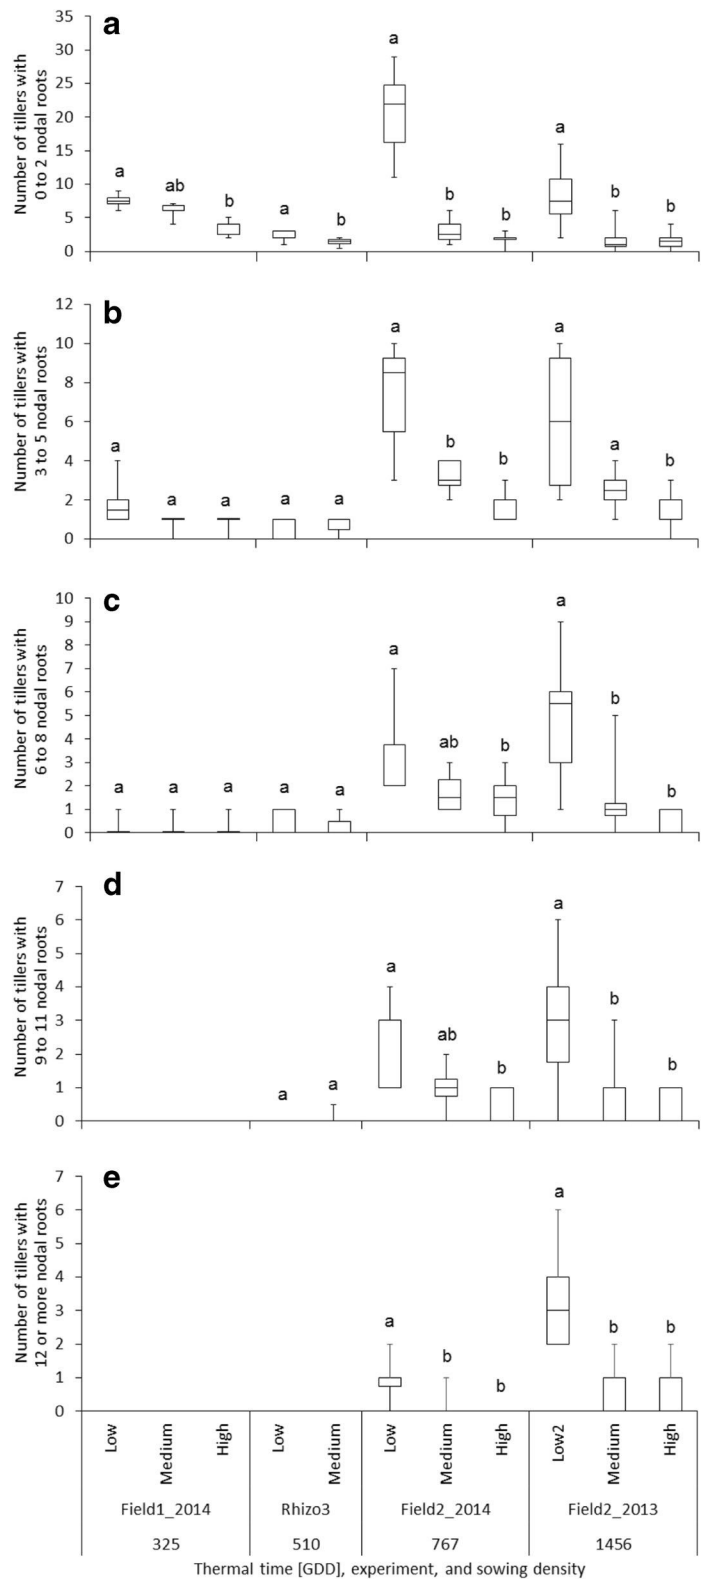 a
Number of tillers with
0 to 2 nodal roots
35
30
25
20
15
10
5
0
a ab b a b a b b a b b
b
Number of tillers with
3 to 5 nodal roots
12
10
8
6
4
2
0
a a a a a a b b a a b
c
Number of tillers with
6 to 8 nodal roots
10
9
8
7
6
5
4
3
2
1
0
a a a a a a ab b a b b
d
Number of tillers with
9 to 11 nodal roots
7
6
5
4
3
2
1
0
a a a ab b a b b
e
Number of tillers with
12 or more nodal roots
7
6
5
4
3
2
1
0
a b b a b b
Low Medium High Low Medium Low Medium High Low2 Medium High
Field1_2014 Rhizo3 Field2_2014 Field2_2013
325 510 767 1456
Thermal time [GDD], experiment, and sowing density